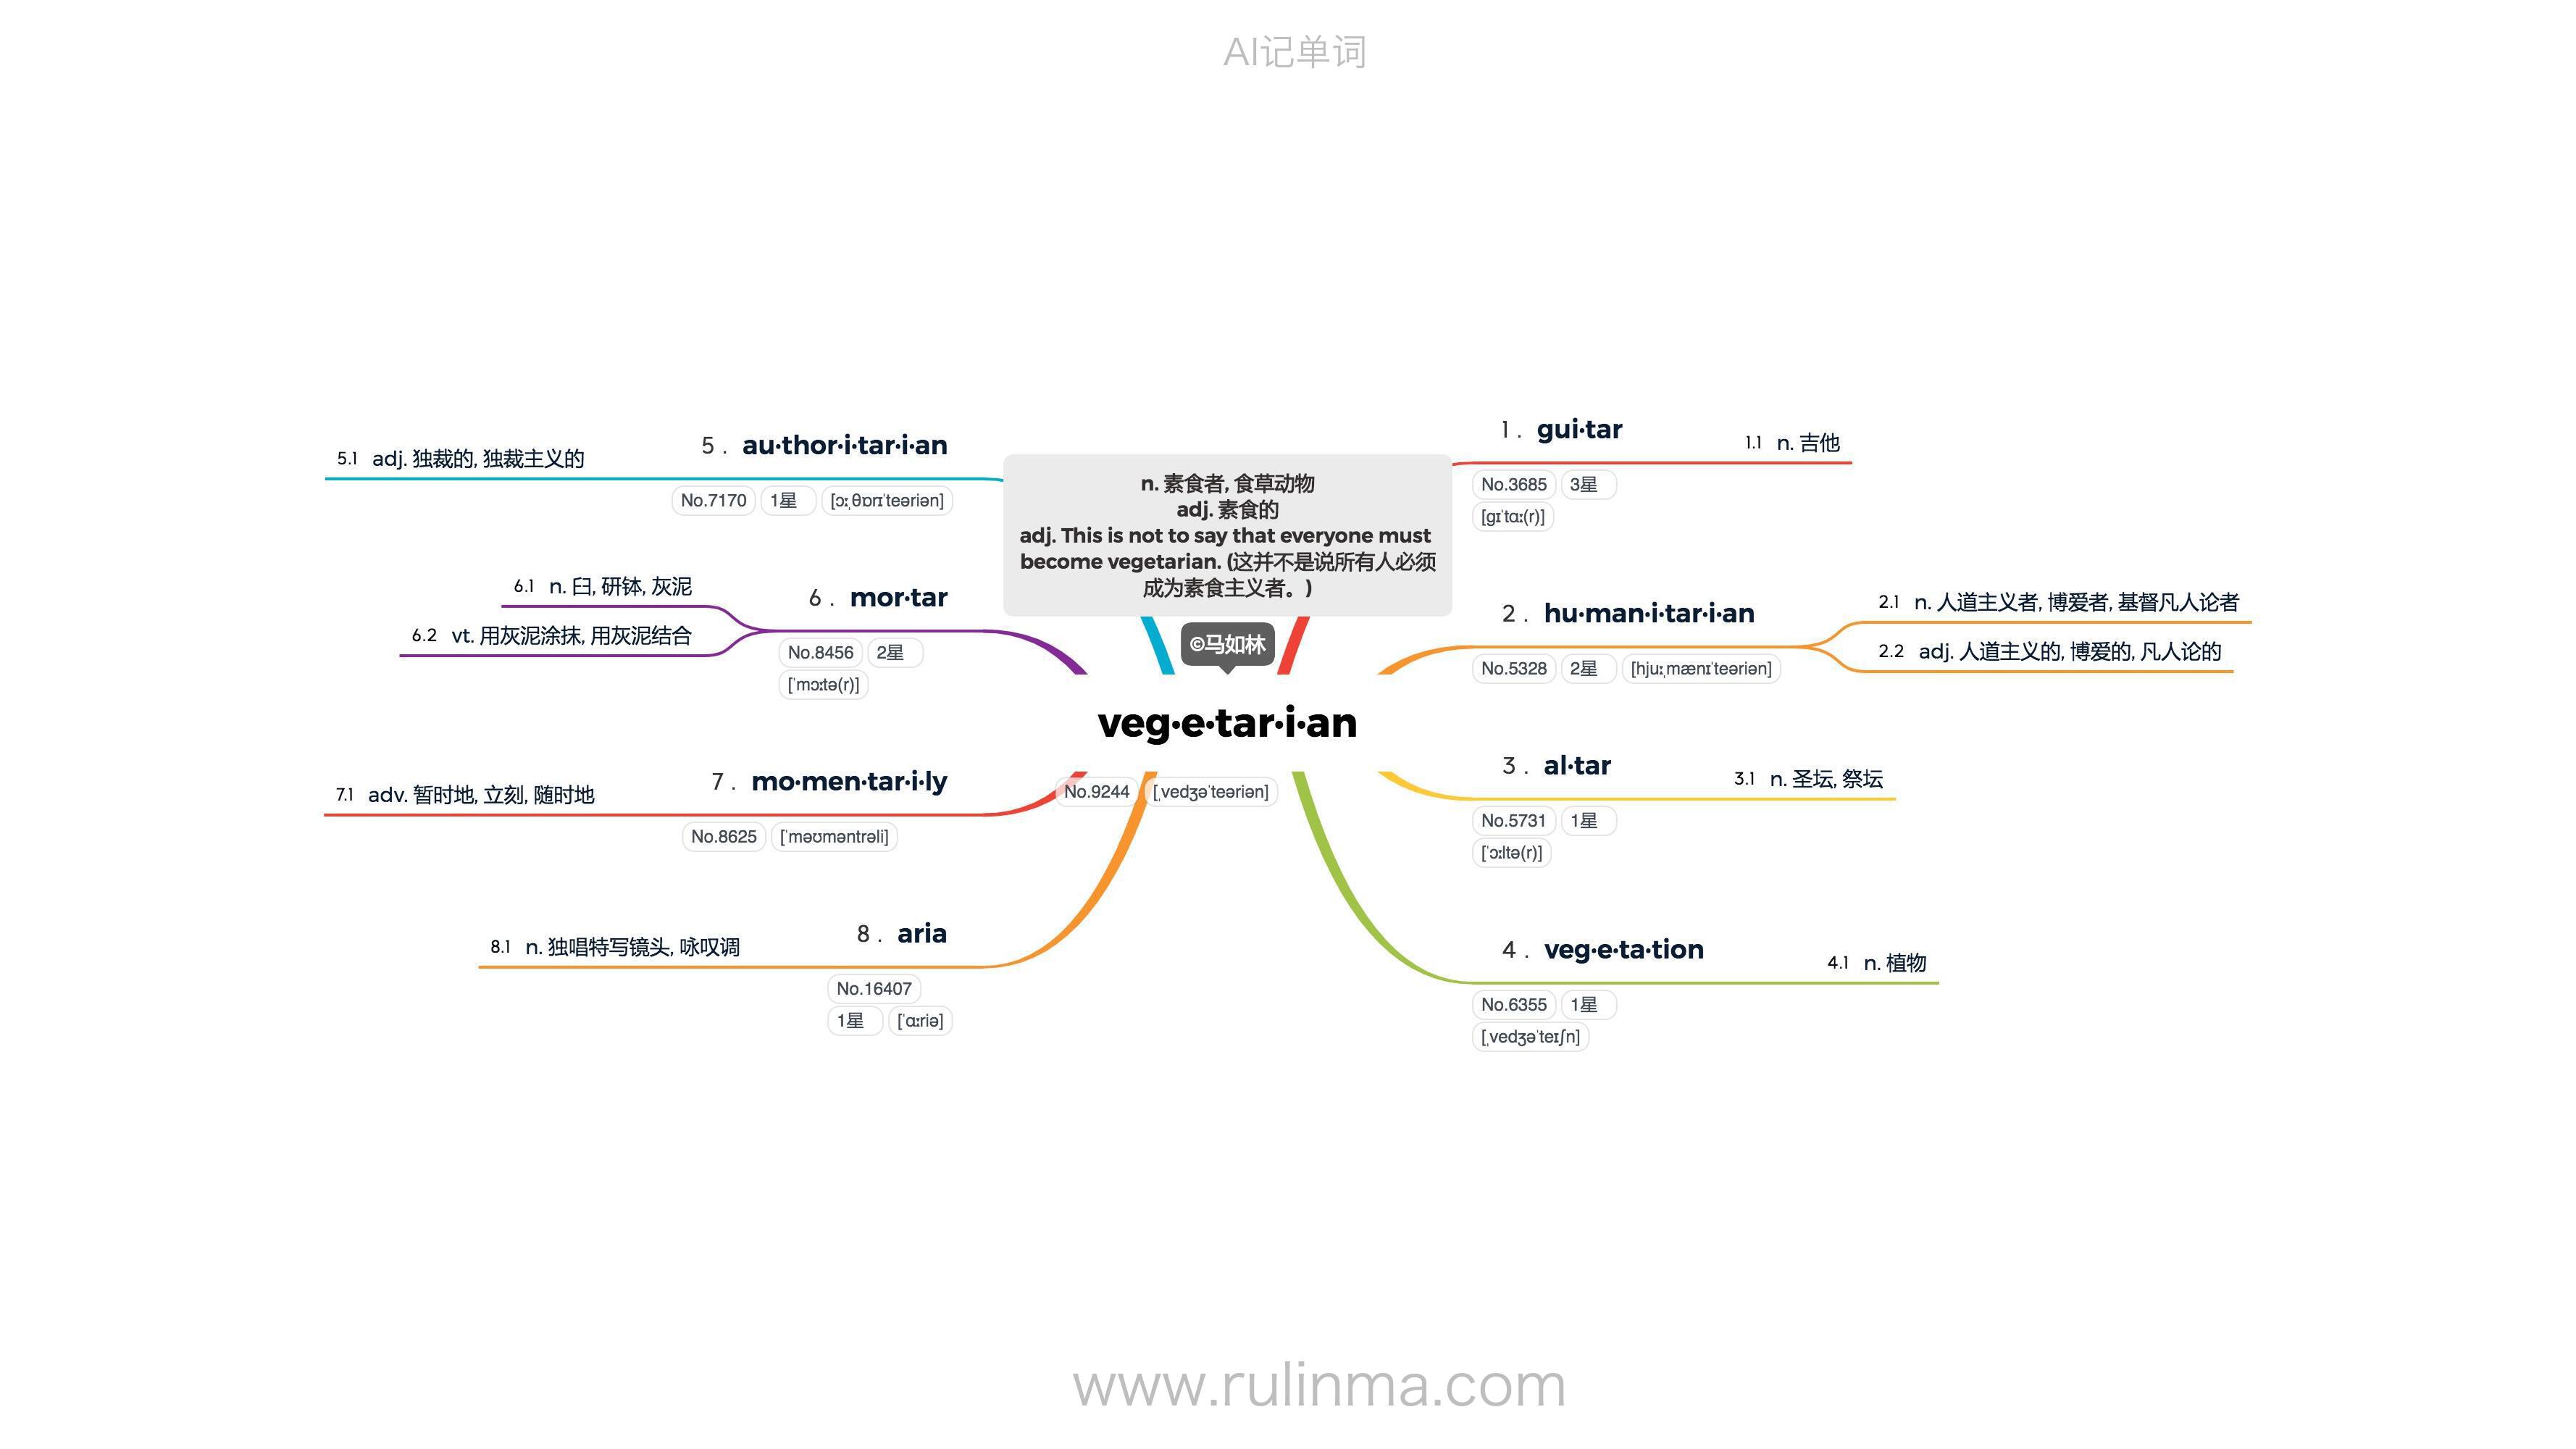 AI记单词
n. 素食者, 食草动物
adj. 素食的
adj. This is not to say that everyone must
become vegetarian. (这并不是说所有人必须
成为素食主义者。)
©马如林
veg·e·tar·i·an
No.9244 [ˌvedʒəˈteəriən]
1. gui·tar
No.3685 3星
[ɡɪˈtɑː(r)]
1.1 n. 吉他
2. hu·man·i·tar·i·an
No.5328 2星 [hjuːˌmænɪˈteəriən]
2.1 n. 人道主义者, 博爱者, 基督凡人论者
2.2 adj. 人道主义的, 博爱的, 凡人论的
3. al·tar
No.5731 1星
[ˈɔːltə(r)]
3.1 n. 圣坛, 祭坛
4. veg·e·ta·tion
No.6355 1星
[ˌvedʒəˈteɪʃn]
4.1 n. 植物
5. au·thor·i·tar·i·an
No.7170 1星 [ɔːˌθɒrɪˈteəriən]
5.1 adj. 独裁的, 独裁主义的
6. mor·tar
No.8456 2星
[ˈmɔːtə(r)]
6.1 n. 臼, 研钵, 灰泥
6.2 vt. 用灰泥涂抹, 用灰泥结合
7. mo·men·tar·i·ly
No.8625 [ˈməʊməntrəli]
7.1 adv. 暂时地, 立刻, 随时地
8. aria
No.16407
1星 [ˈɑːriə]
8.1 n. 独唱特写镜头, 咏叹调
www.rulinma.com